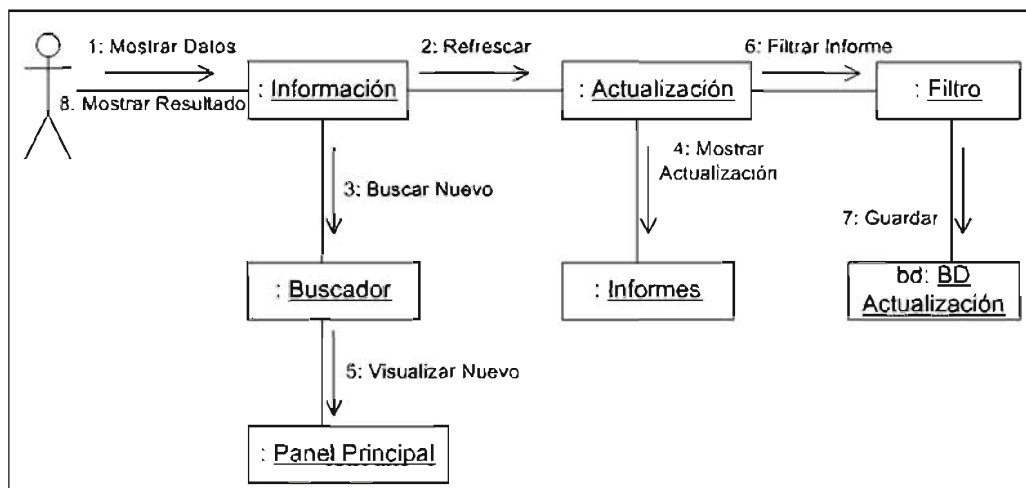 1: Mostrar Datos
2: Refrescar
6: Filtrar Informe
8. Mostrar Resultado
: Información
: Actualización
: Filtro
3: Buscar Nuevo
4: Mostrar
Actualización
7: Guardar
: Buscador
: Informes
bd: BD
Actualización
5: Visualizar Nuevo
: Panel Principal